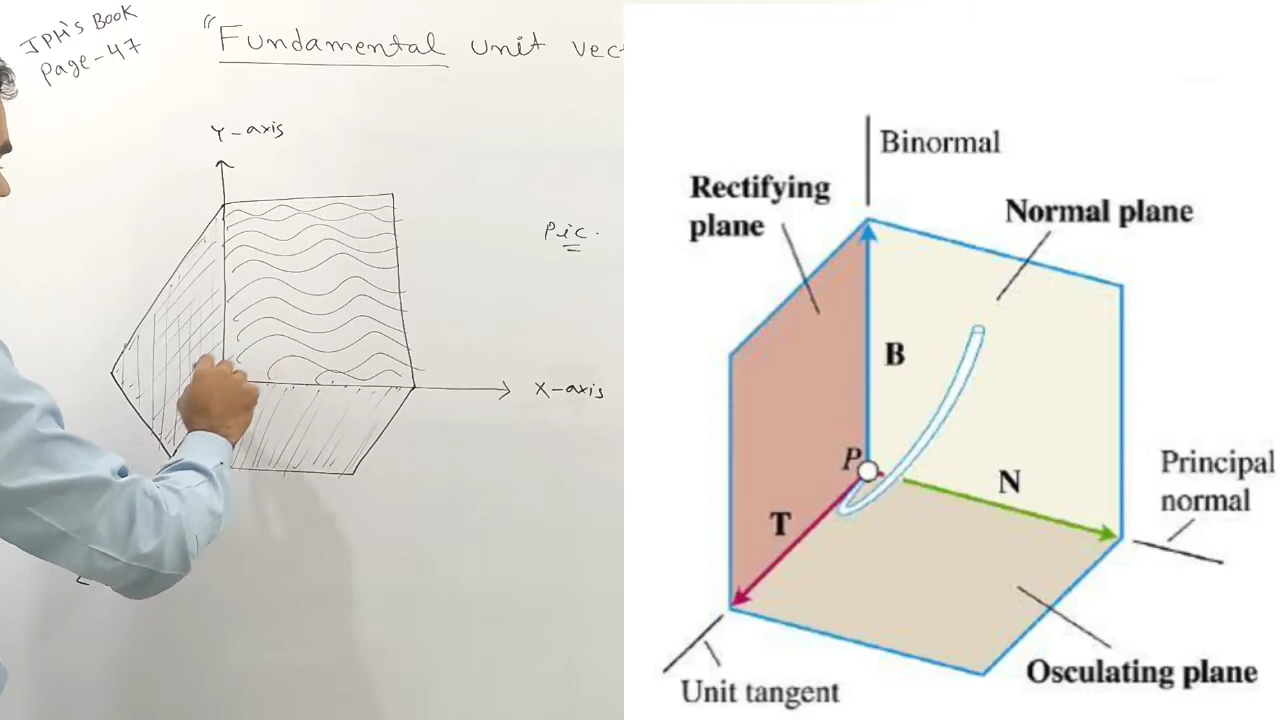 JPH's Book
Page-47
"Fundamental unit
Y-axis
Pic.
X-axis
Binormal
Rectifying
plane
Normal plane
B
P
N
T
Principal
normal
Unit tangent
Osculating plane